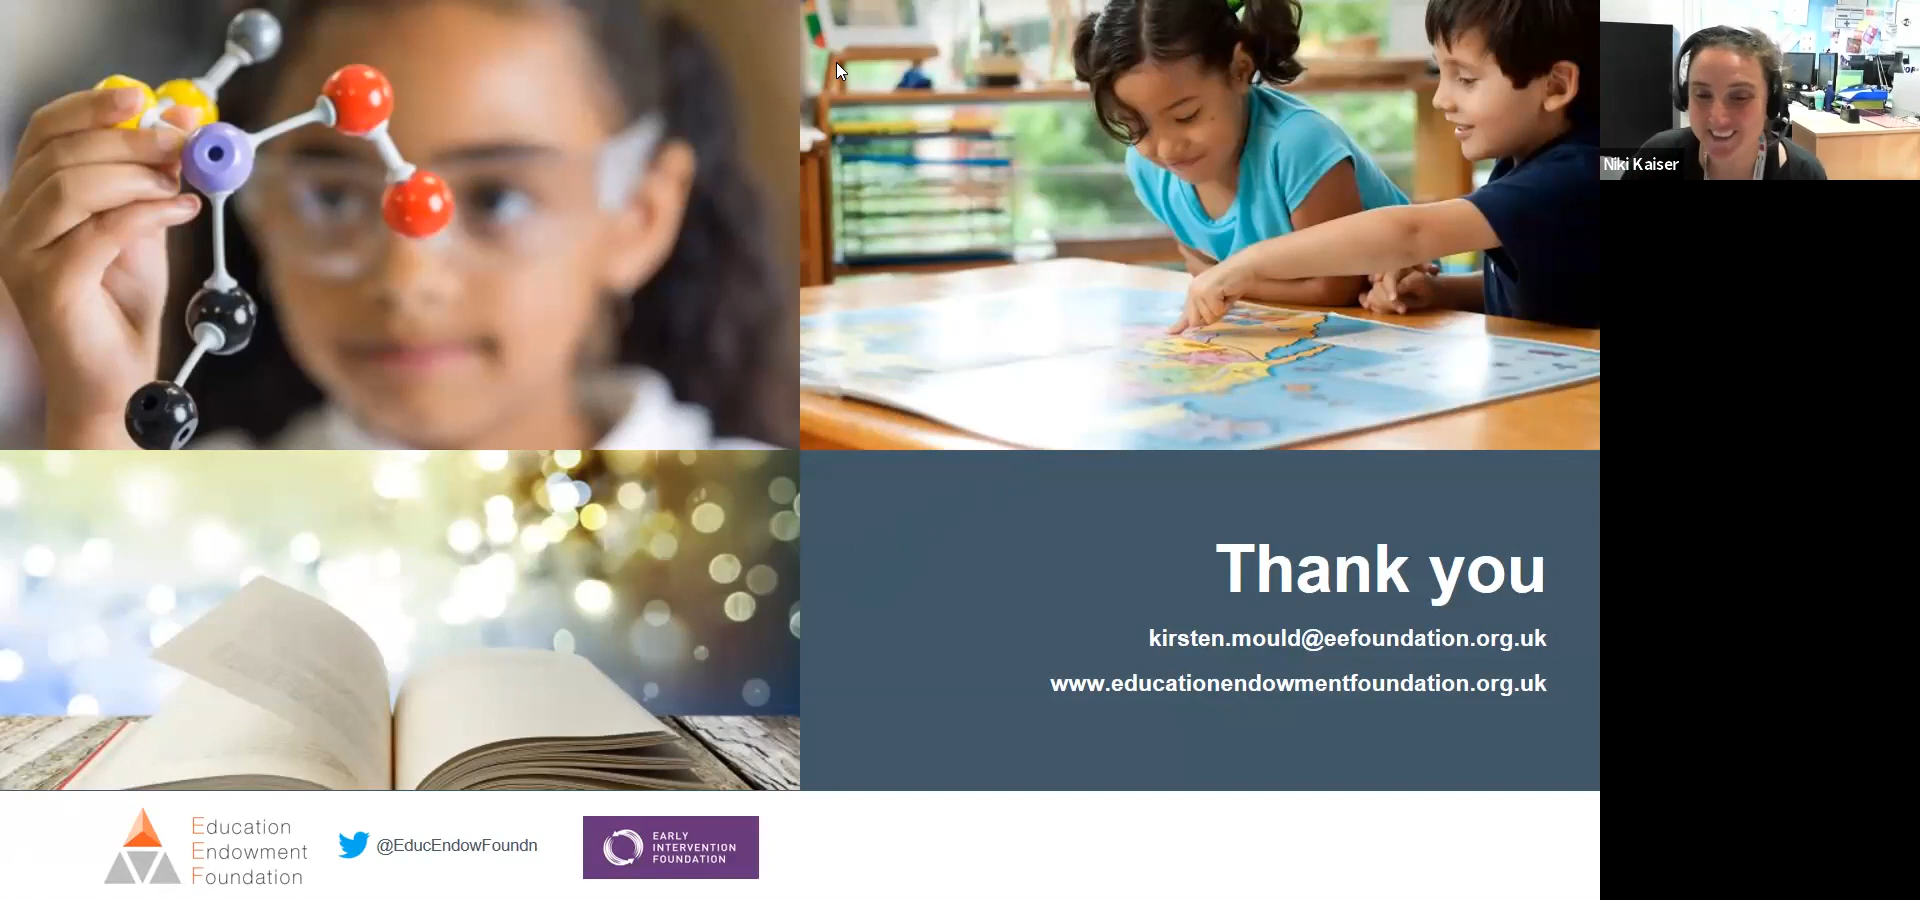 Niki Kaiser
Thank you
kirsten.mould@eefoundation.org.uk
www.educationendowmentfoundation.org.uk
Education
Endowment
Foundation
@EducEndowFoundn
EARLY
INTERVENTION
FOUNDATION